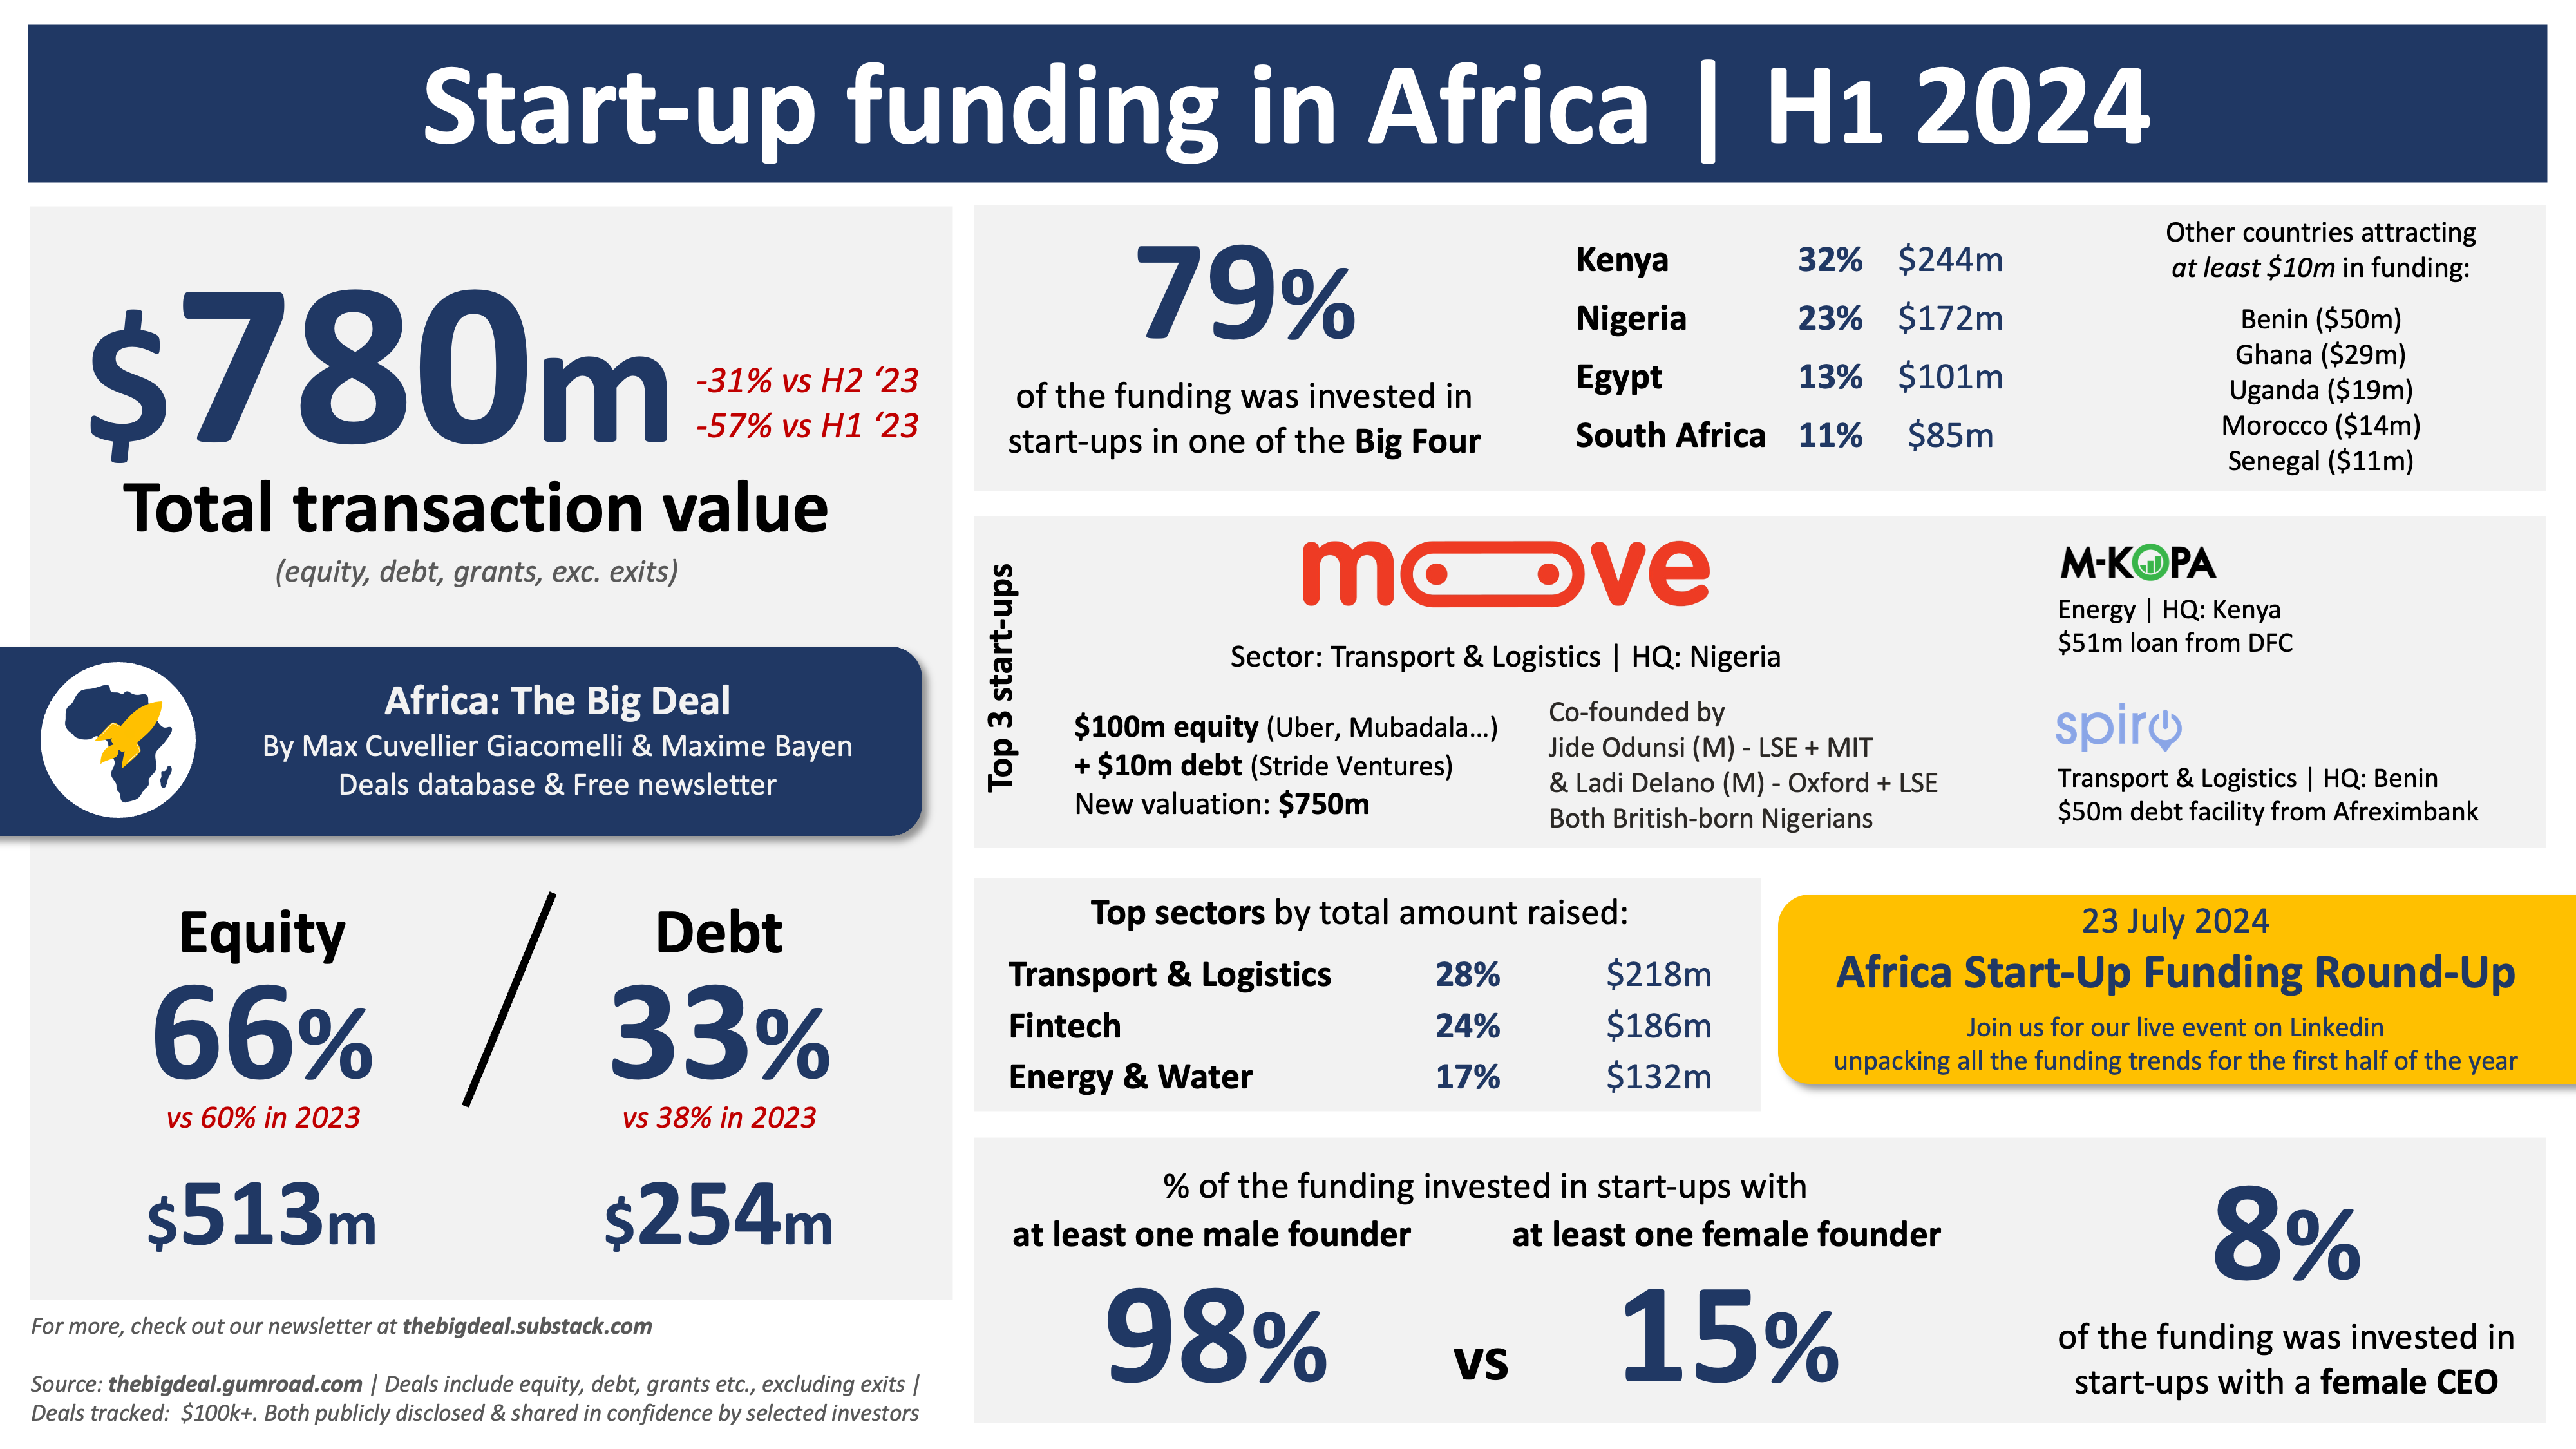 Start-up funding in Africa | H1 2024
$780m
-31% vs H2 ‘23
-57% vs H1 ‘23
Total transaction value
(equity, debt, grants, exc. exits)
Africa: The Big Deal
By Max Cuvellier Giacomelli & Maxime Bayen
Deals database & Free newsletter
Equity / Debt
66% 33%
vs 60% in 2023 vs 38% in 2023
$513m $254m
For more, check out our newsletter at thebigdeal.substack.com
Source: thebigdeal.gumroad.com | Deals include equity, debt, grants etc., excluding exits |
Deals tracked: $100k+. Both publicly disclosed & shared in confidence by selected investors
79%
of the funding was invested in
start-ups in one of the Big Four
Kenya 32% $244m
Nigeria 23% $172m
Egypt 13% $101m
South Africa 11% $85m
Other countries attracting
at least $10m in funding:
Benin ($50m)
Ghana ($29m)
Uganda ($19m)
Morocco ($14m)
Senegal ($11m)
Top 3 start-ups
moove
Sector: Transport & Logistics | HQ: Nigeria
$100m equity (Uber, Mubadala…)
+ $10m debt (Stride Ventures)
New valuation: $750m
Co-founded by
Jide Odunsi (M) - LSE + MIT
& Ladi Delano (M) - Oxford + LSE
Both British-born Nigerians
M-KOPA
Energy | HQ: Kenya
$51m loan from DFC
spiro
Transport & Logistics | HQ: Benin
$50m debt facility from Afreximbank
Top sectors by total amount raised:
Transport & Logistics 28% $218m
Fintech 24% $186m
Energy & Water 17% $132m
23 July 2024
Africa Start-Up Funding Round-Up
Join us for our live event on Linkedin
unpacking all the funding trends for the first half of the year
% of the funding invested in start-ups with
at least one male founder at least one female founder
98% vs 15%
8%
of the funding was invested in
start-ups with a female CEO